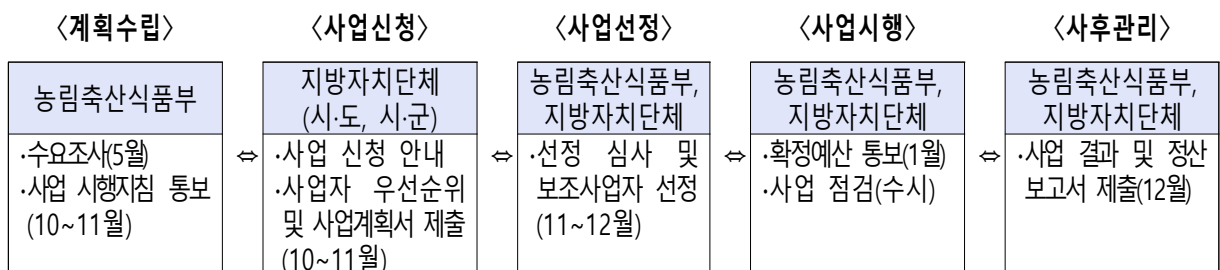 〈계획수립〉
농림축산식품부
·수요조사(5월)
·사업 시행지침 통보
(10~11월)
⇔
〈사업신청〉
지방자치단체
(시·도, 시·군)
·사업 신청 안내
·사업자 우선순위
및 사업계획서 제출
(10~11월)
⇔
〈사업선정〉
농림축산식품부,
지방자치단체
·선정 심사 및
보조사업자 선정
(11~12월)
⇔
〈사업시행〉
농림축산식품부,
지방자치단체
·확정예산 통보(1월)
·사업 점검(수시)
⇔
〈사후관리〉
농림축산식품부,
지방자치단체
·사업 결과 및 정산
보고서 제출(12월)